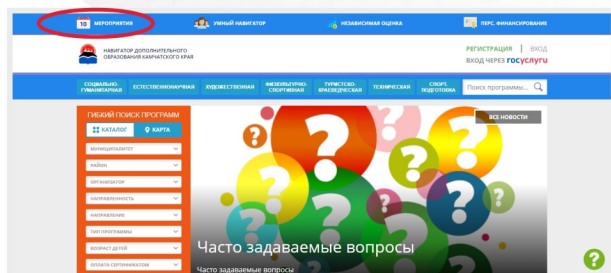 10 МЕРОПРИЯТИЯ
УМНЫЙ НАВИГАТОР
НЕЗАВИСИМАЯ ОЦЕНКА
ПЕРС. ФИНАНСИРОВАНИЕ
НАВИГАТОР ДОПОЛНИТЕЛЬНОГО
ОБРАЗОВАНИЯ КАМЧАТСКОГО КРАЯ
РЕГИСТРАЦИЯ | ВХОД
ВХОД ЧЕРЕЗ госуслуги
СОЦИАЛЬНО-
ГУМАНИТАРНАЯ
ЕСТЕСТВЕННОНАУЧНАЯ
ХУДОЖЕСТВЕННАЯ
ФИЗКУЛЬТУРНО-
СПОРТИВНАЯ
ТУРИСТСКО-
КРАЕВЕДЧЕСКАЯ
ТЕХНИЧЕСКАЯ
СПОРТ.
ПОДГОТОВКА
Поиск программы...
ГИБКИЙ ПОИСК ПРОГРАММ
КАТАЛОГ
КАРТА
МУНИЦИПАЛИТЕТ
РАЙОН
ОРГАНИЗАТОР
НАПРАВЛЕННОСТЬ
НАПРАВЛЕНИЕ
ТИП ПРОГРАММЫ
ВОЗРАСТ ДЕТЕЙ
ОПЛАТА СЕРТИФИКАТОМ
ВСЕ НОВОСТИ
? ? ? ? ? ? ?
Часто задаваемые вопросы
Часто задаваемые вопросы
?